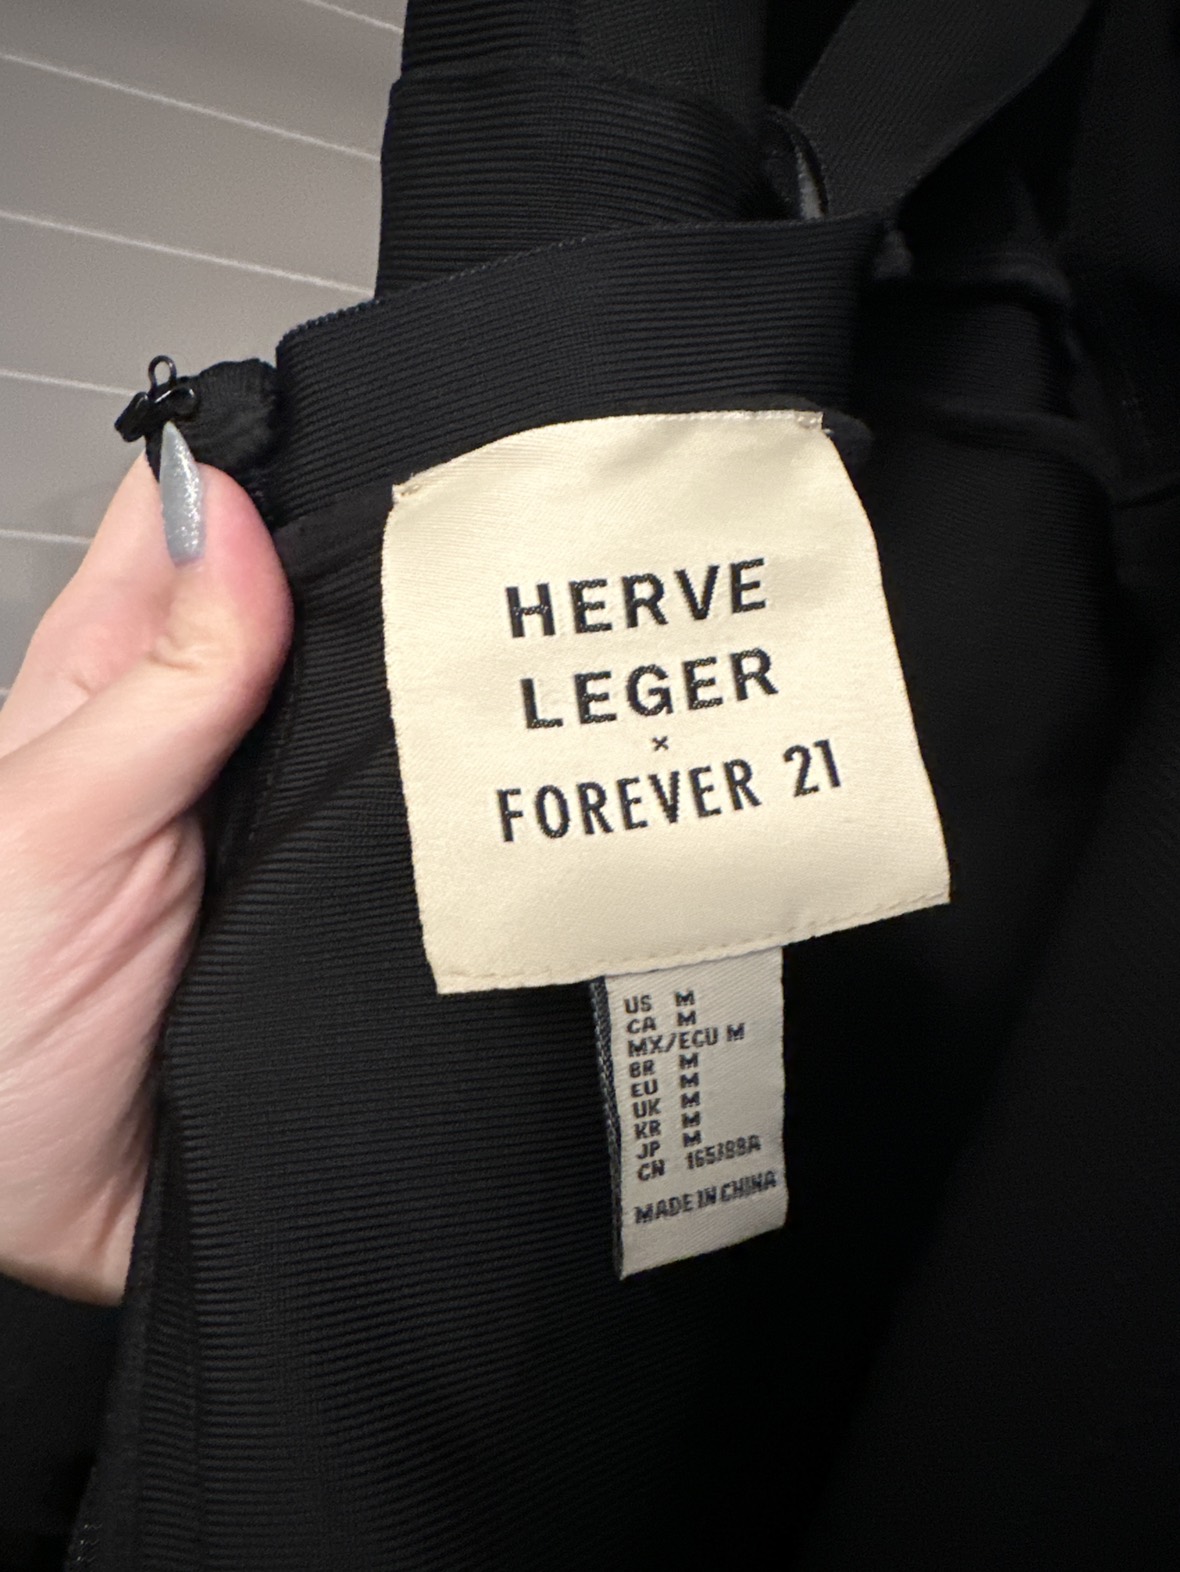 HERVE
LEGER
×
FOREVER 21
US M
CA M
MX/ECU M
BR M
EU M
UK M
KR M
JP M
CN 165/88A
MADE IN CHINA